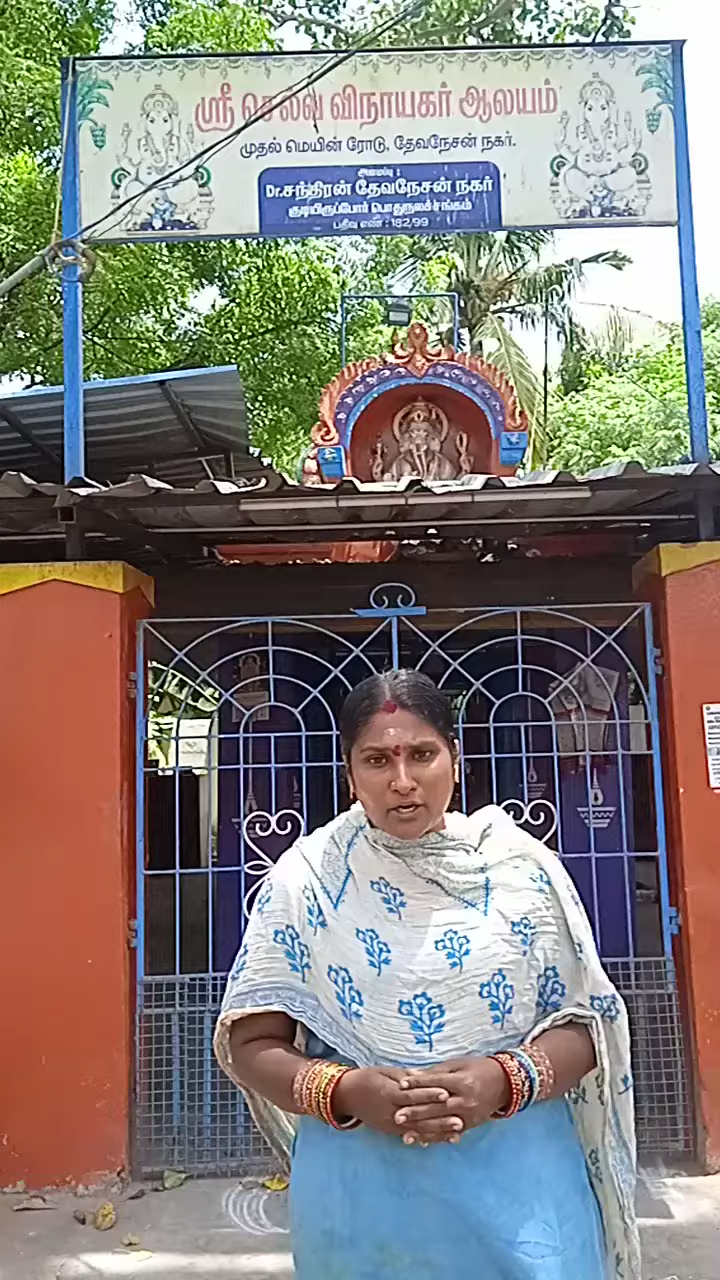 ஸ்ரீ செல்வ விநாயகர் ஆலயம்
முதல் மெயின் ரோடு, தேவநேசன் நகர்.
அமைப்பு :
Dr.சந்திரன் தேவநேசன் நகர்
குடியிருப்போர் பொதுநலச்சங்கம்
பதிவு எண் : 182/99